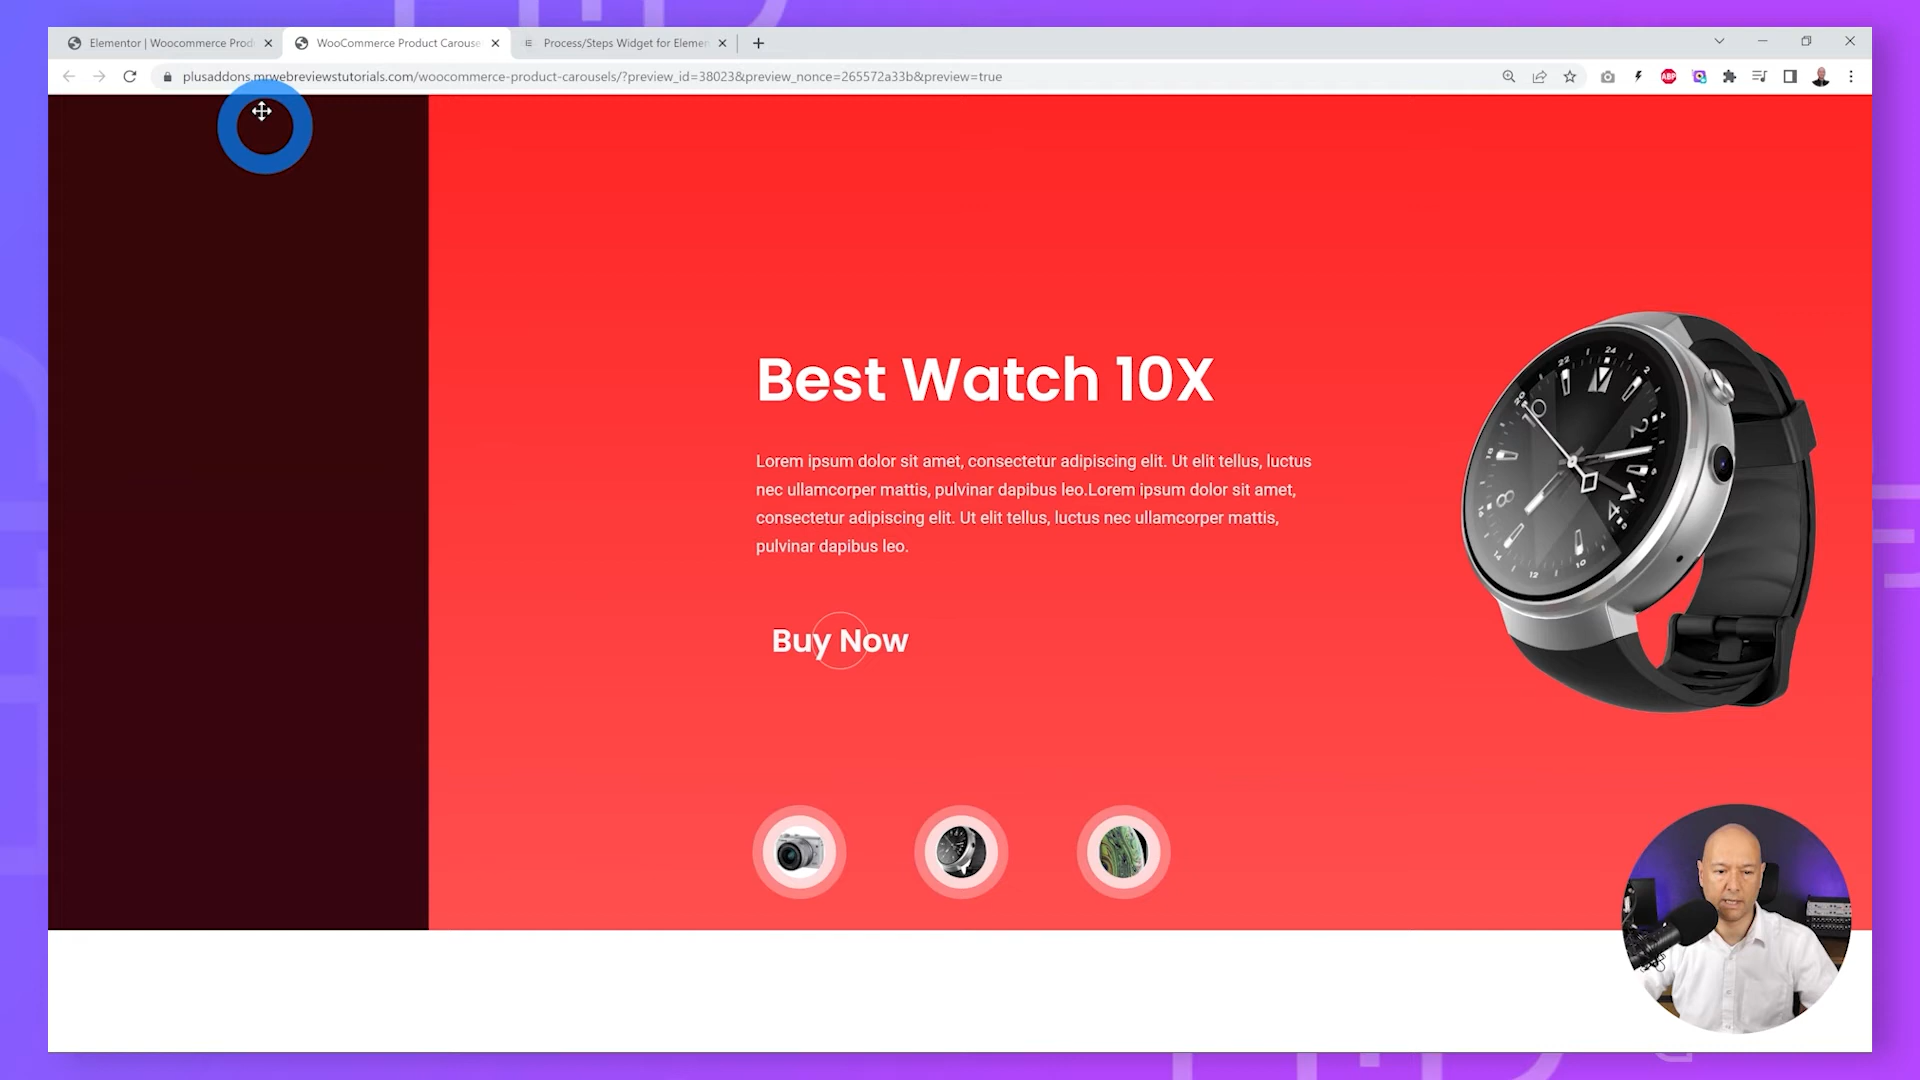 Elementor | Woocommerce Prod
WooCommerce Product Carouse
Process/Steps Widget for Elemen
plusaddons.mrwebreviewstutorials.com/woocommerce-product-carousels/?preview_id=38023&preview_nonce=265572a33b&preview=true
ABP
Best Watch 10X
Lorem ipsum dolor sit amet, consectetur adipiscing elit. Ut elit tellus, luctus
nec ullamcorper mattis, pulvinar dapibus leo.Lorem ipsum dolor sit amet,
consectetur adipiscing elit. Ut elit tellus, luctus nec ullamcorper mattis,
pulvinar dapibus leo.
Buy Now